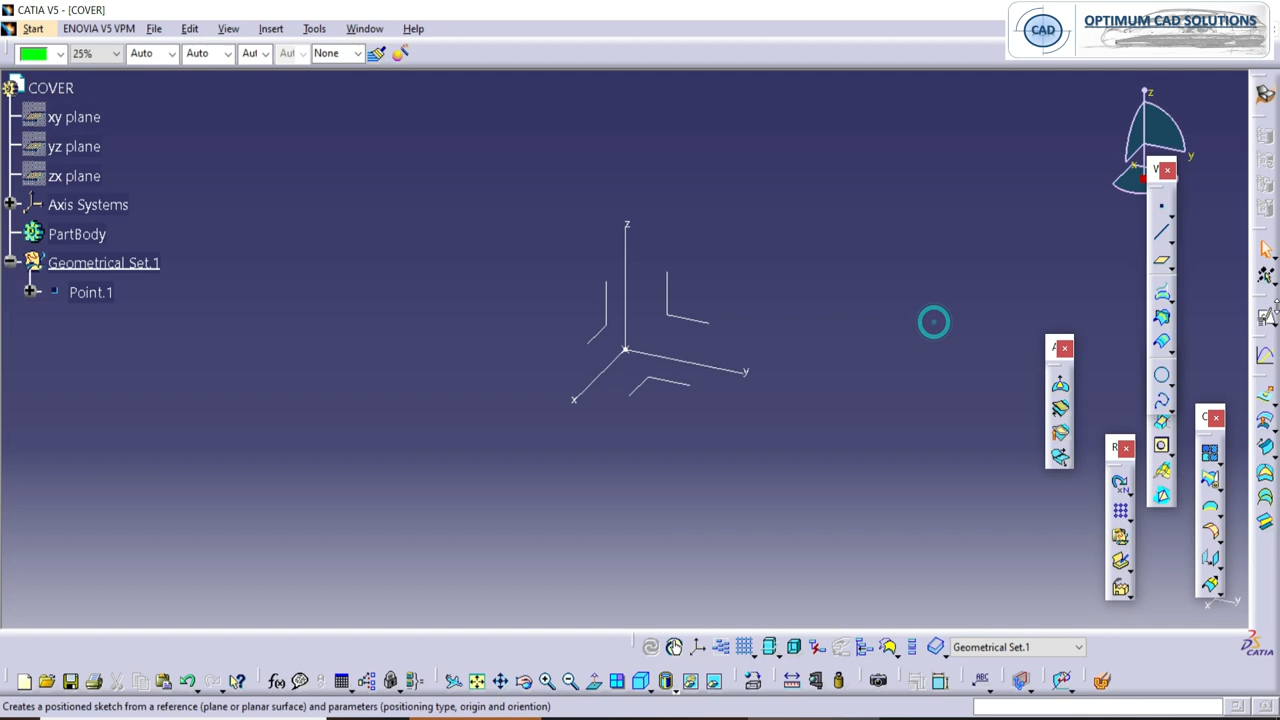 CATIA V5 - [COVER]
OPTIMUM CAD SOLUTIONS
CAD
Start ENOVIA V5 VPM File Edit View Insert Tools Window Help
25% Auto Auto Aut Aut None
COVER
xy plane
yz plane
zx plane
Axis Systems
PartBody
Geometrical Set.1
Point.1
z
y
x
z
y
x
A
R
C
x y
Geometrical Set.1
f(x)
ABC
CATIA
Creates a positioned sketch from a reference (plane or planar surface) and parameters (positioning type, origin and orientation)